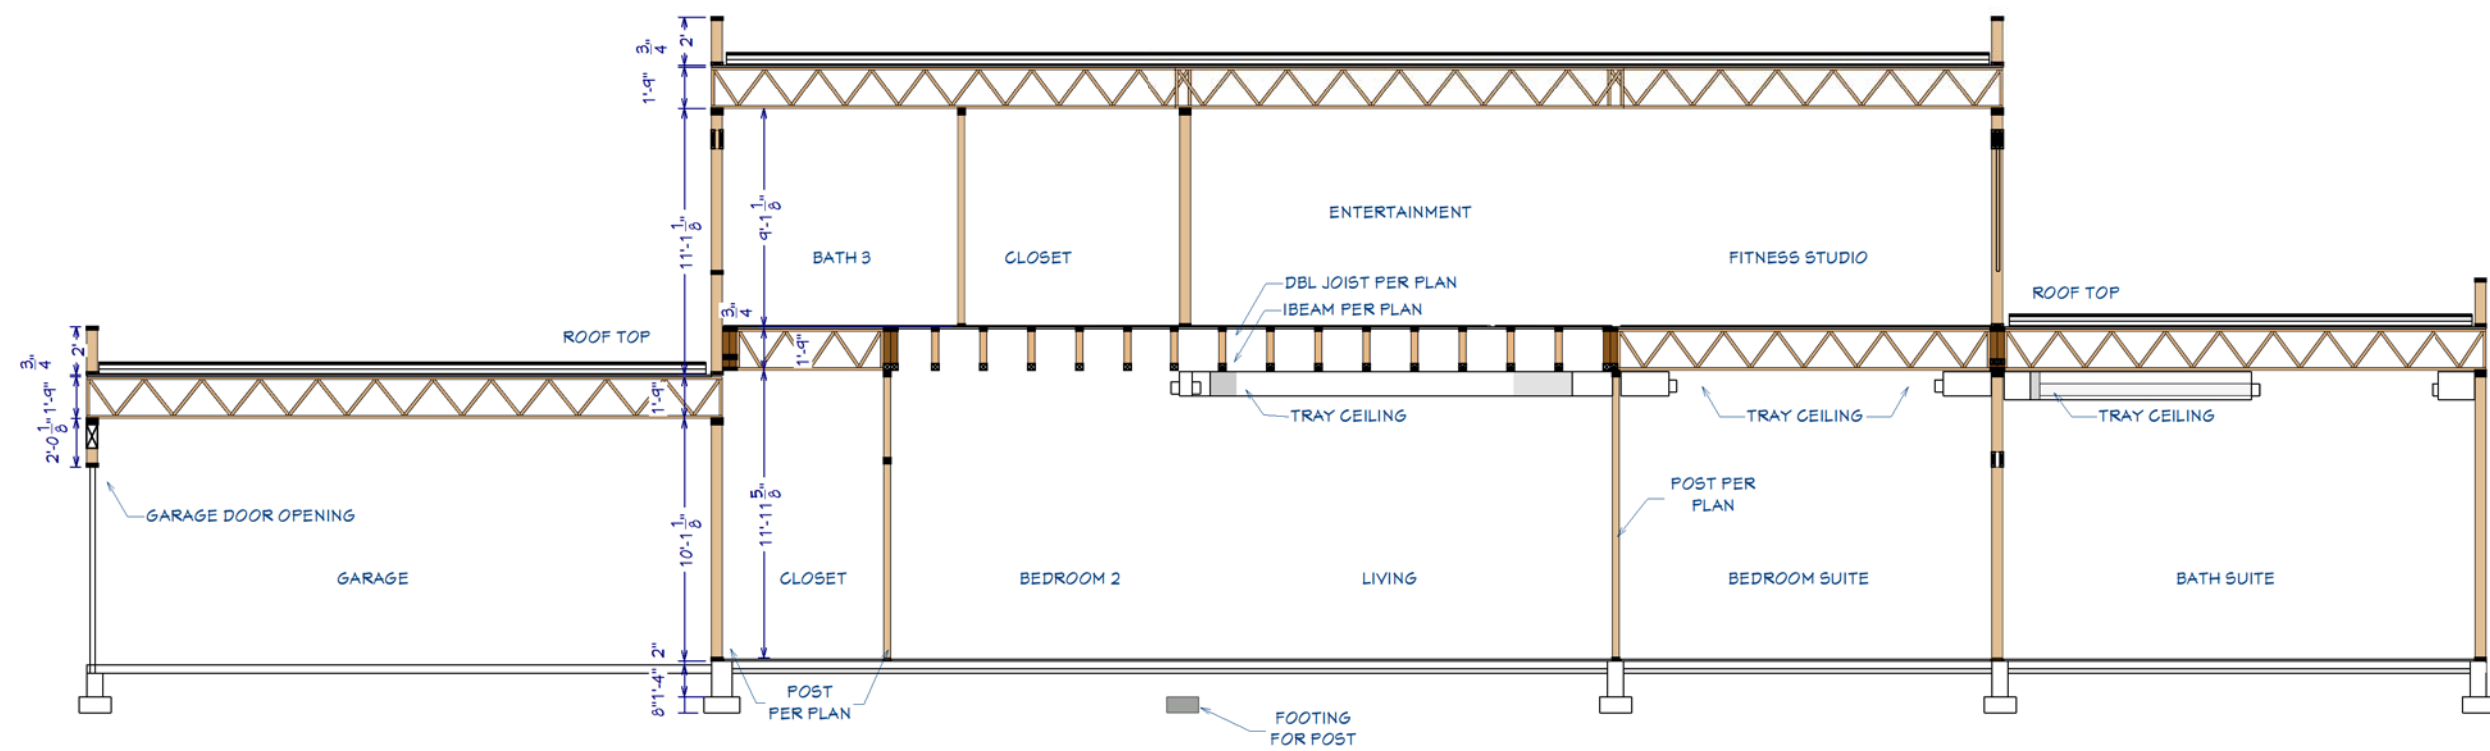 3/4"
2'
1'-9"
11'-1 1/8"
9'-1 1/8"
ENTERTAINMENT
BATH 3
CLOSET
FITNESS STUDIO
DBL JOIST PER PLAN
IBEAM PER PLAN
ROOF TOP
3/4"
ROOF TOP
1'-9"
3/4"
2'
1'-9"
1'-9"
2'-0 1/8"
TRAY CEILING
TRAY CEILING
TRAY CEILING
POST PER
PLAN
GARAGE DOOR OPENING
10'-1 1/8"
11'-11 5/8"
GARAGE
CLOSET
BEDROOM 2
LIVING
BEDROOM SUITE
BATH SUITE
2"
1'-4"
8"
POST
PER PLAN
FOOTING
FOR POST